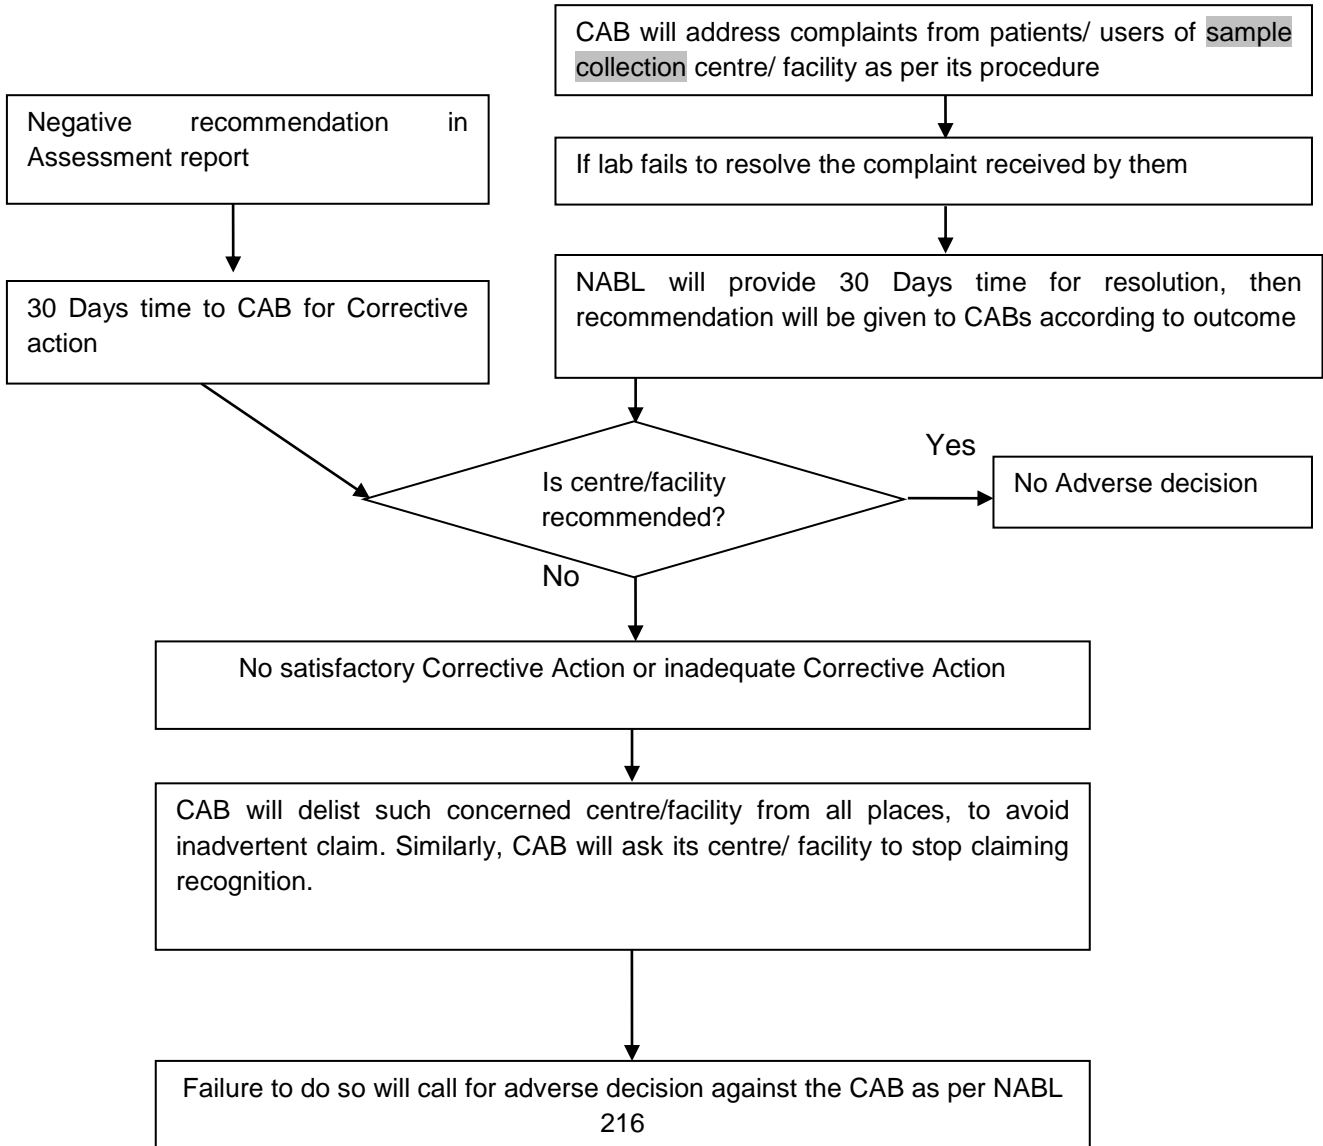 CAB will address complaints from patients/ users of sample
collection centre/ facility as per its procedure
Negative recommendation in
Assessment report
If lab fails to resolve the complaint received by them
30 Days time to CAB for Corrective
action
NABL will provide 30 Days time for resolution, then
recommendation will be given to CABs according to outcome
Is centre/facility
recommended?
Yes
No Adverse decision
No
No satisfactory Corrective Action or inadequate Corrective Action
CAB will delist such concerned centre/facility from all places, to avoid
inadvertent claim. Similarly, CAB will ask its centre/ facility to stop claiming
recognition.
Failure to do so will call for adverse decision against the CAB as per NABL
216